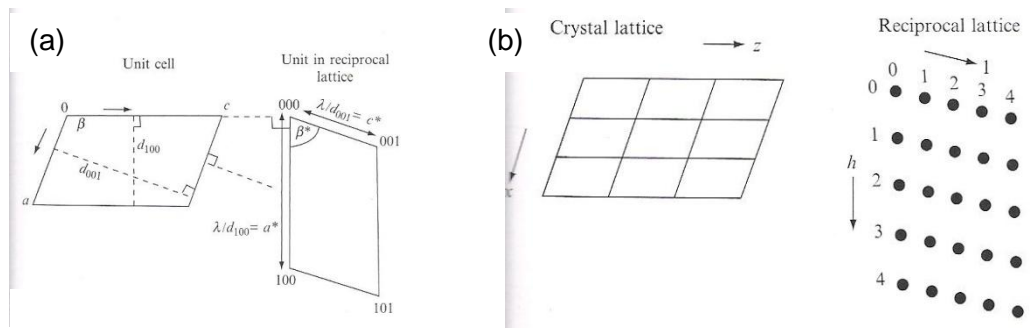 (a)
Unit cell
Unit in reciprocal
lattice
0
c
β
d100
d001
a
000
λ/d001 = c*
β*
001
λ/d100 = a*
100
101
(b)
Crystal lattice
z
x
Reciprocal lattice
1
0 1 2 3 4
0
1
h
2
3
4